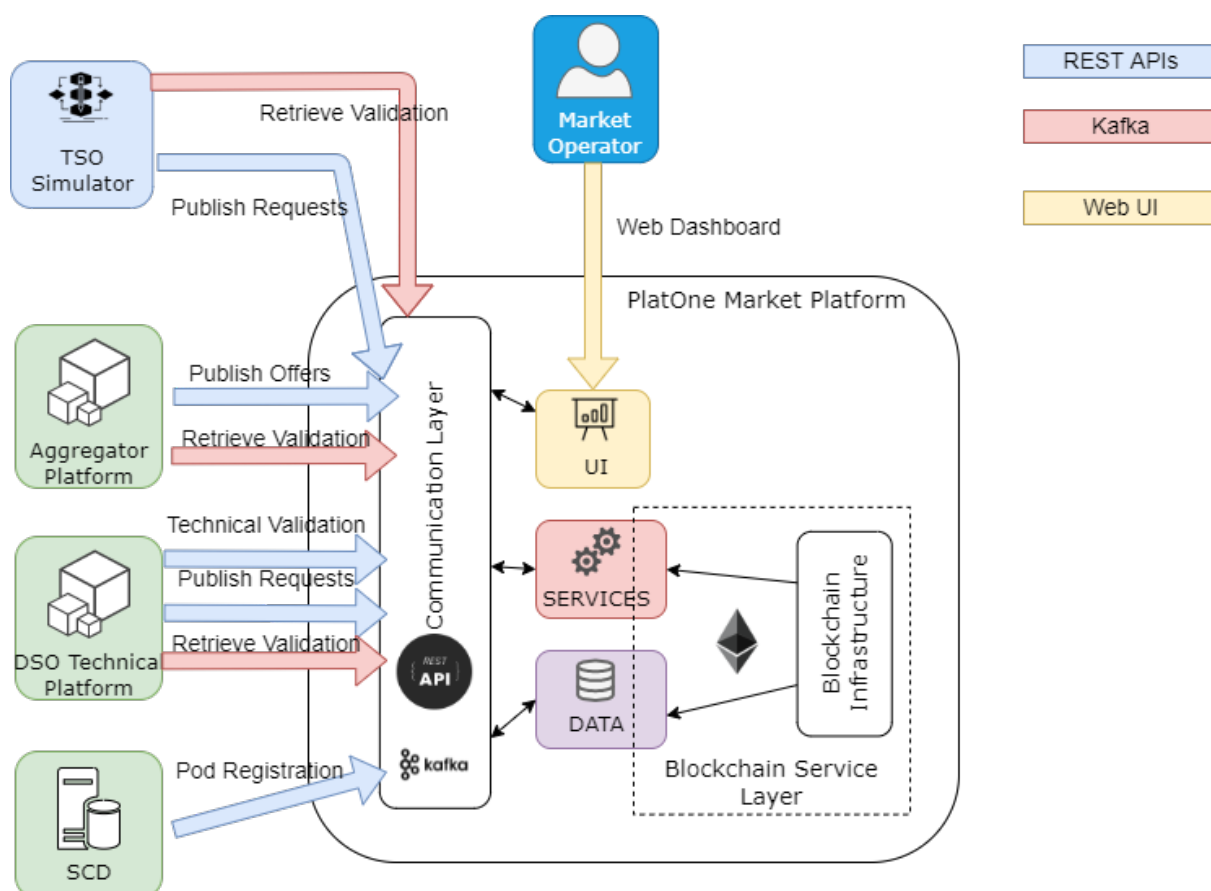 REST APIs
Kafka
Web UI
Market
Operator
TSO
Simulator
Retrieve Validation
Publish Requests
Web Dashboard
PlatOne Market Platform
Aggregator
Platform
Publish Offers
Retrieve Validation
Communication Layer
UI
DSO Technical
Platform
Technical Validation
Publish Requests
Retrieve Validation
SERVICES
Blockchain
Infrastructure
REST
API
DATA
kafka
Blockchain Service
Layer
SCD
Pod Registration